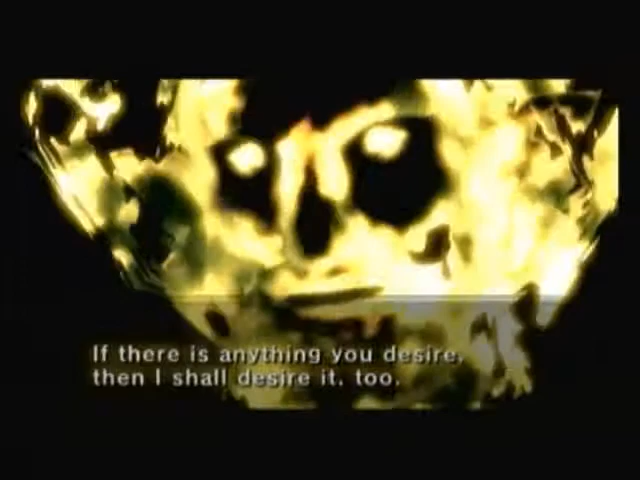 If there is anything you desire,
then I shall desire it. too.